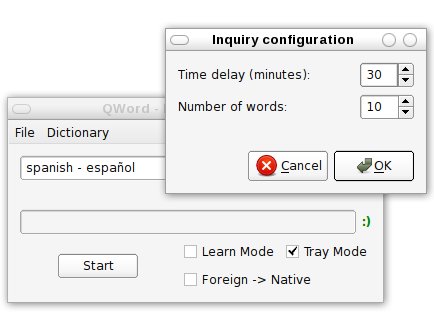 Inquiry configuration
Time delay (minutes): 30
Number of words: 10
Cancel OK
QWord -
File Dictionary
spanish - español
:)
Learn Mode Tray Mode
Start
Foreign -> Native